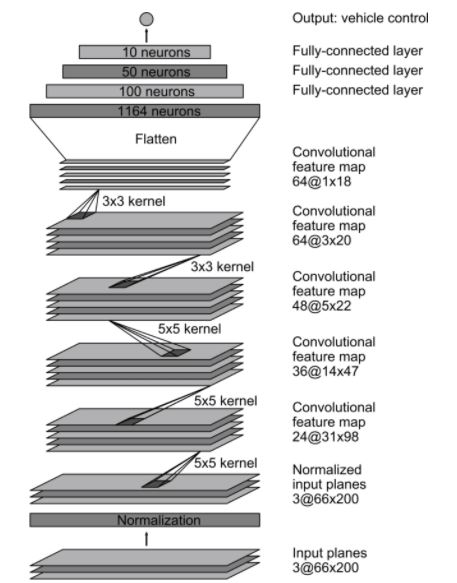 Output: vehicle control
10 neurons
Fully-connected layer
50 neurons
Fully-connected layer
100 neurons
Fully-connected layer
1164 neurons
Flatten
Convolutional
feature map
64@1x18
3x3 kernel
Convolutional
feature map
64@3x20
3x3 kernel
Convolutional
feature map
48@5x22
5x5 kernel
Convolutional
feature map
36@14x47
5x5 kernel
Convolutional
feature map
24@31x98
5x5 kernel
Normalized
input planes
3@66x200
Normalization
Input planes
3@66x200